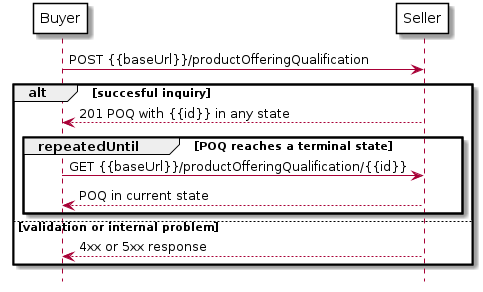 Buyer
Seller
POST {{baseUrl}}/productOfferingQualification
alt
[succesful inquiry]
201 POQ with {{id}} in any state
repeatedUntil
[POQ reaches a terminal state]
GET {{baseUrl}}/productOfferingQualification/{{id}}
POQ in current state
[validation or internal problem]
4xx or 5xx response